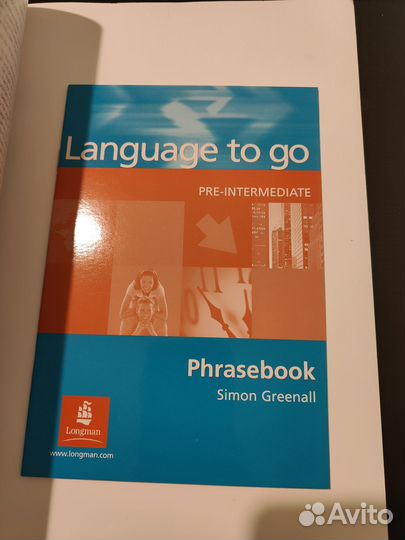 Language to go
PRE-INTERMEDIATE
Phrasebook
Simon Greenall
Longman
www.longman.com
Avito